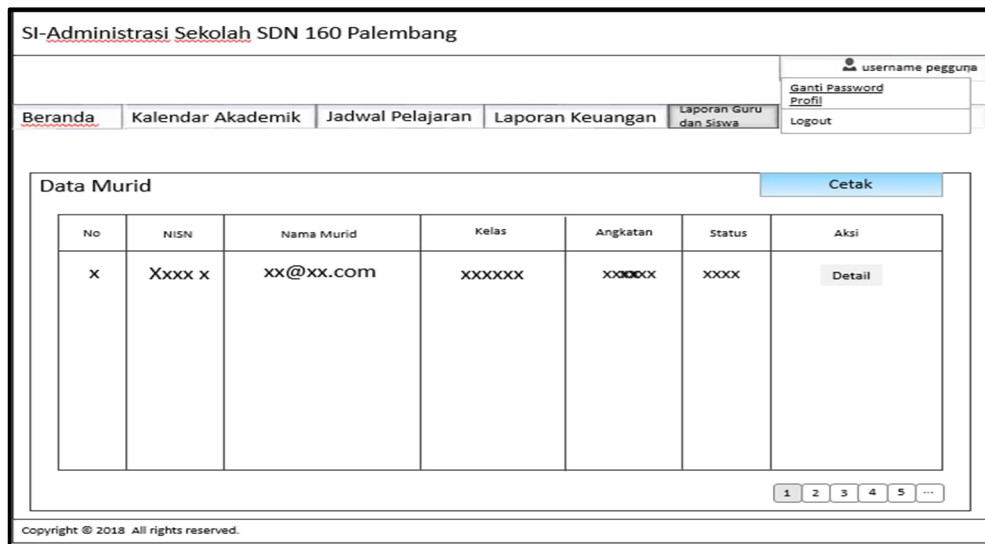 SI-Administrasi Sekolah SDN 160 Palembang
username pegguna
Ganti Password
Profil
Logout
Beranda Kalendar Akademik Jadwal Pelajaran Laporan Keuangan Laporan Guru dan Siswa
Data Murid Cetak
No NISN Nama Murid Kelas Angkatan Status Aksi
x Xxxx x xx@xx.com xxxxxx xxxxxxx xxxx Detail
1 2 3 4 5 ...
Copyright © 2018 All rights reserved.